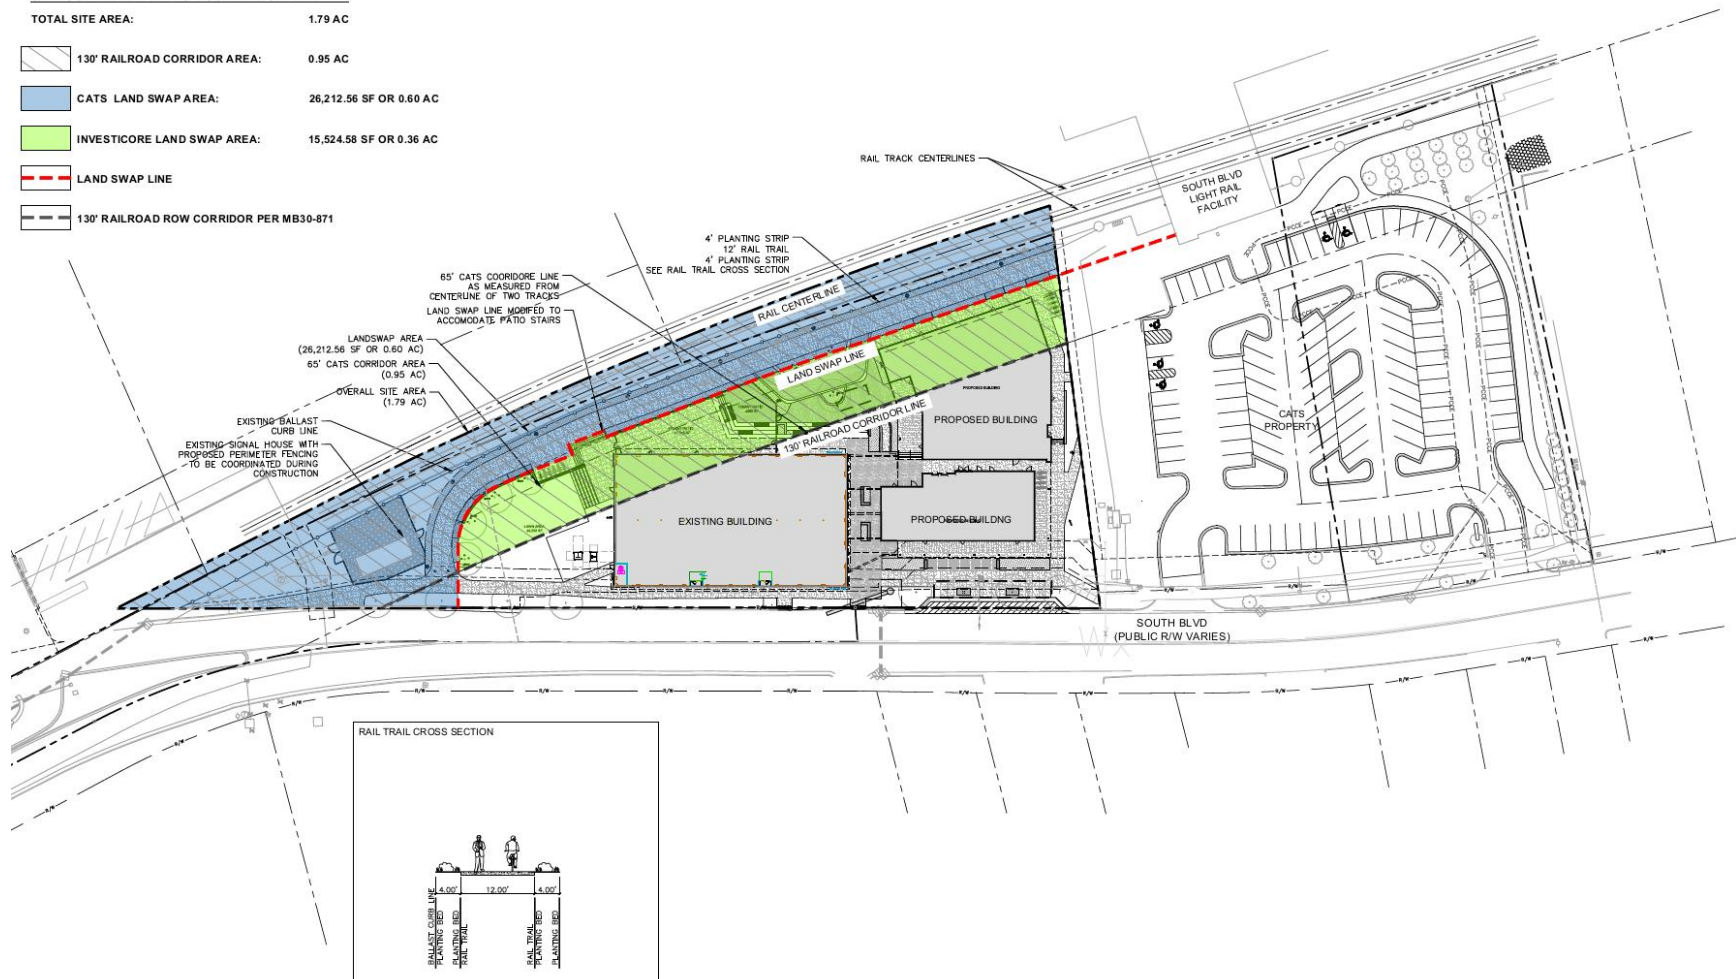 TOTAL SITE AREA: 1.79 AC
130' RAILROAD CORRIDOR AREA: 0.95 AC
CATS LAND SWAP AREA: 26,212.56 SF OR 0.60 AC
INVESTICORE LAND SWAP AREA: 15,524.58 SF OR 0.36 AC
LAND SWAP LINE
130' RAILROAD ROW CORRIDOR PER MB30-871
RAIL TRACK CENTERLINES
SOUTH BLVD
LIGHT RAIL
FACILITY
4' PLANTING STRIP
12' RAIL TRAIL
4' PLANTING STRIP
SEE RAIL TRAIL CROSS SECTION
65' CATS COORIDORE LINE
AS MEASURED FROM
CENTERLINE OF TWO TRACKS
LAND SWAP LINE MODIFED TO
ACCOMODATE PATIO STAIRS
LANDSWAP AREA
(26,212.56 SF OR 0.60 AC)
65' CATS CORRIDOR AREA
(0.95 AC)
OVERALL SITE AREA
(1.79 AC)
EXISTING BALLAST
CURB LINE
EXISTING SIGNAL HOUSE WITH
PROPOSED PERIMETER FENCING
TO BE COORDINATED DURING
CONSTRUCTION
RAIL CENTERLINE
LAND SWAP LINE
130' RAILROAD CORRIDOR LINE
PROPOSED BUILDING
PROPOSED BUILDING
EXISTING BUILDING
PROPOSED BUILDNG
CATS
PROPERTY
PCCE
PCCE
PCCE
PCCE
PCCE
PCCE
PCCE
SOUTH BLVD
(PUBLIC R/W VARIES)
R/W
R/W
R/W
R/W
R/W
R/W
R/W
R/W
R/W
R/W
R/W
RAIL TRAIL CROSS SECTION
4.00' 12.00' 4.00'
BALLAST CURB LINE
PLANTING BED
PLANTING BED
RAIL TRAIL
RAIL TRAIL
PLANTING BED
PLANTING BED